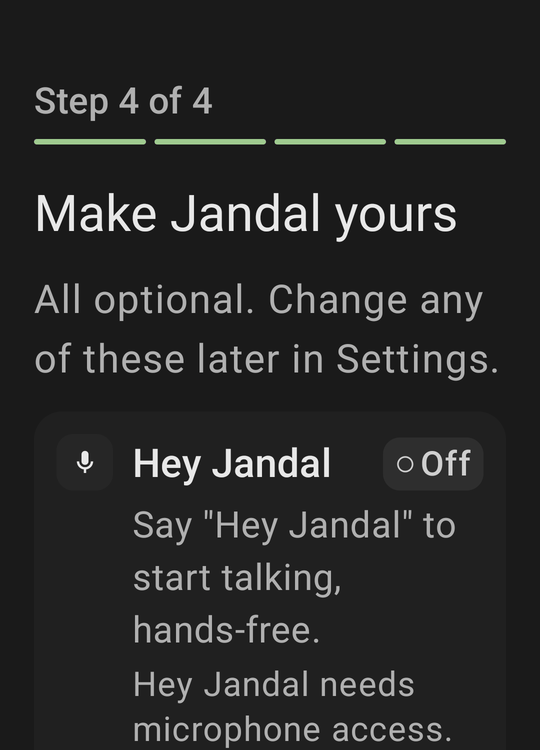 Step 4 of 4
Make Jandal yours
All optional. Change any
of these later in Settings.
Hey Jandal
Off
Say "Hey Jandal" to
start talking,
hands-free.
Hey Jandal needs
microphone access.